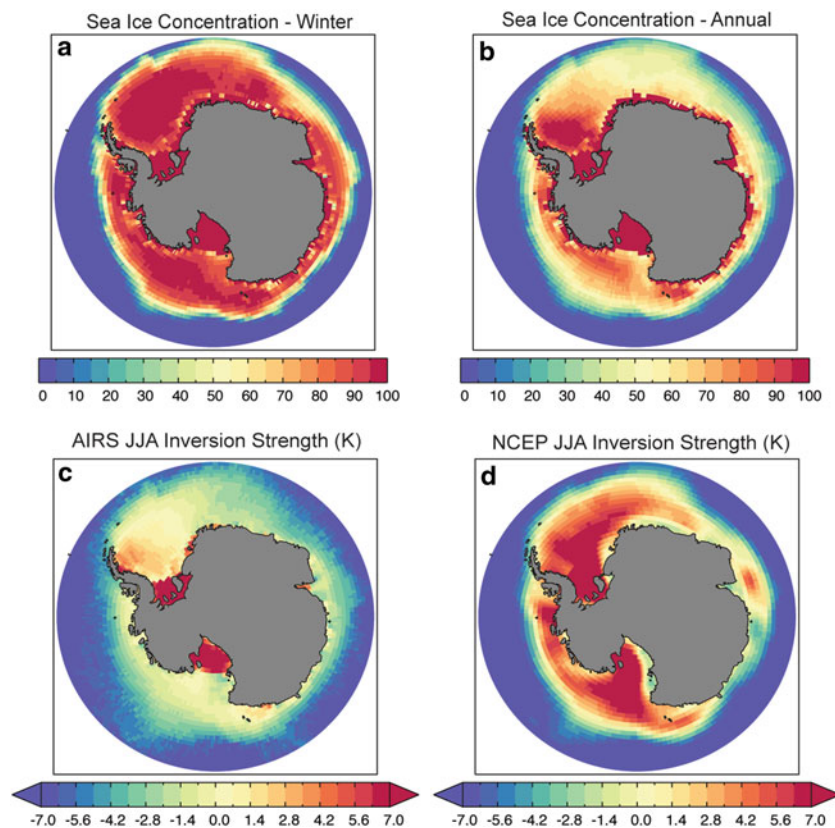 Sea Ice Concentration - Winter
Sea Ice Concentration - Annual
a
b
0 10 20 30 40 50 60 70 80 90 100
0 10 20 30 40 50 60 70 80 90 100
AIRS JJA Inversion Strength (K)
NCEP JJA Inversion Strength (K)
c
d
-7.0 -5.6 -4.2 -2.8 -1.4 0.0 1.4 2.8 4.2 5.6 7.0
-7.0 -5.6 -4.2 -2.8 -1.4 0.0 1.4 2.8 4.2 5.6 7.0